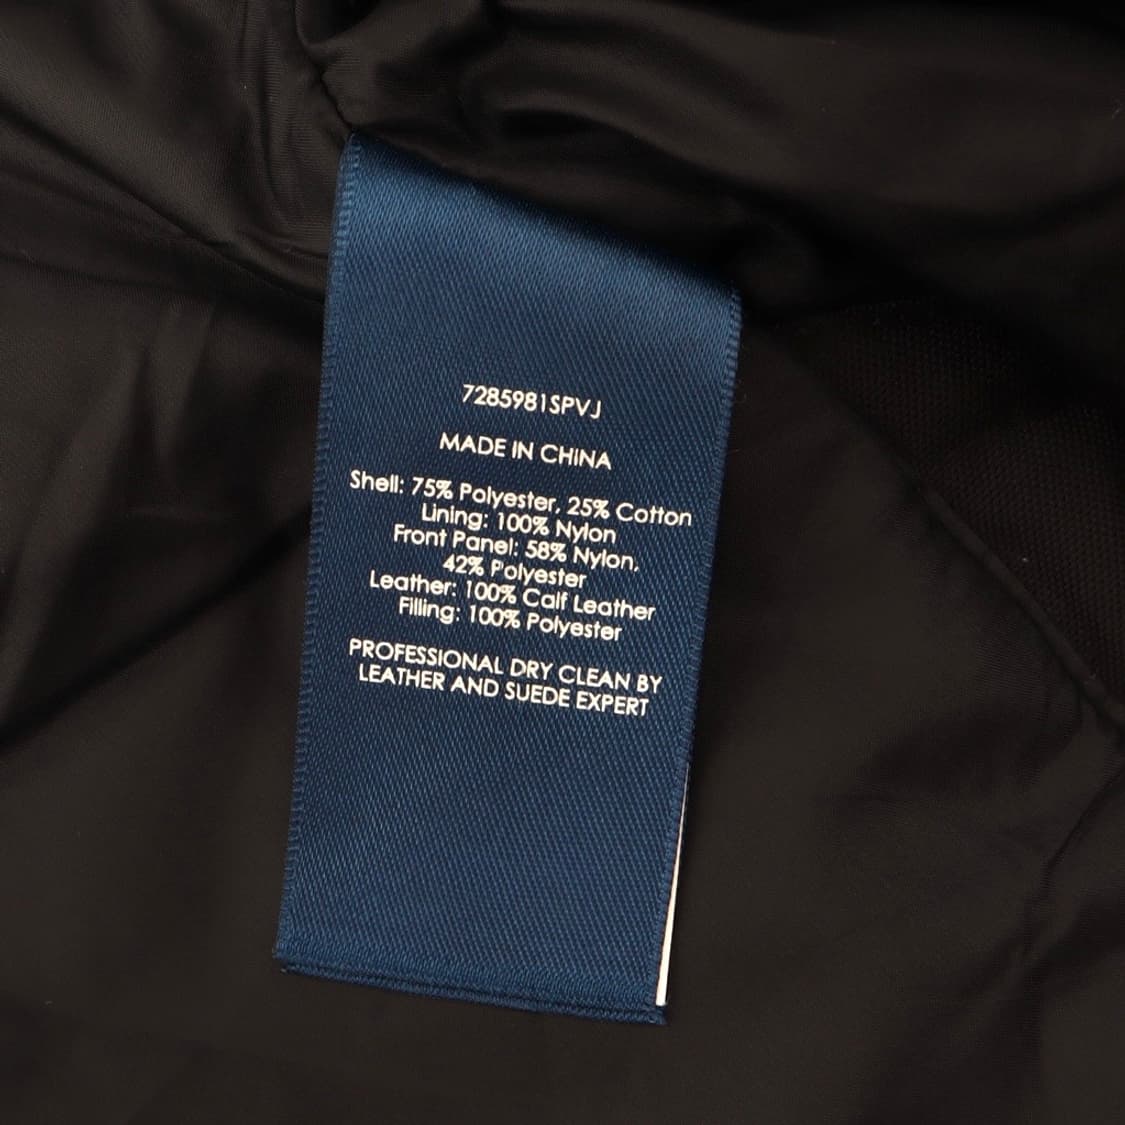 7285981SPVJ
MADE IN CHINA
Shell: 75% Polyester, 25% Cotton
Lining: 100% Nylon
Front Panel: 58% Nylon,
42% Polyester
Leather: 100% Calf Leather
Filling: 100% Polyester
PROFESSIONAL DRY CLEAN BY
LEATHER AND SUEDE EXPERT